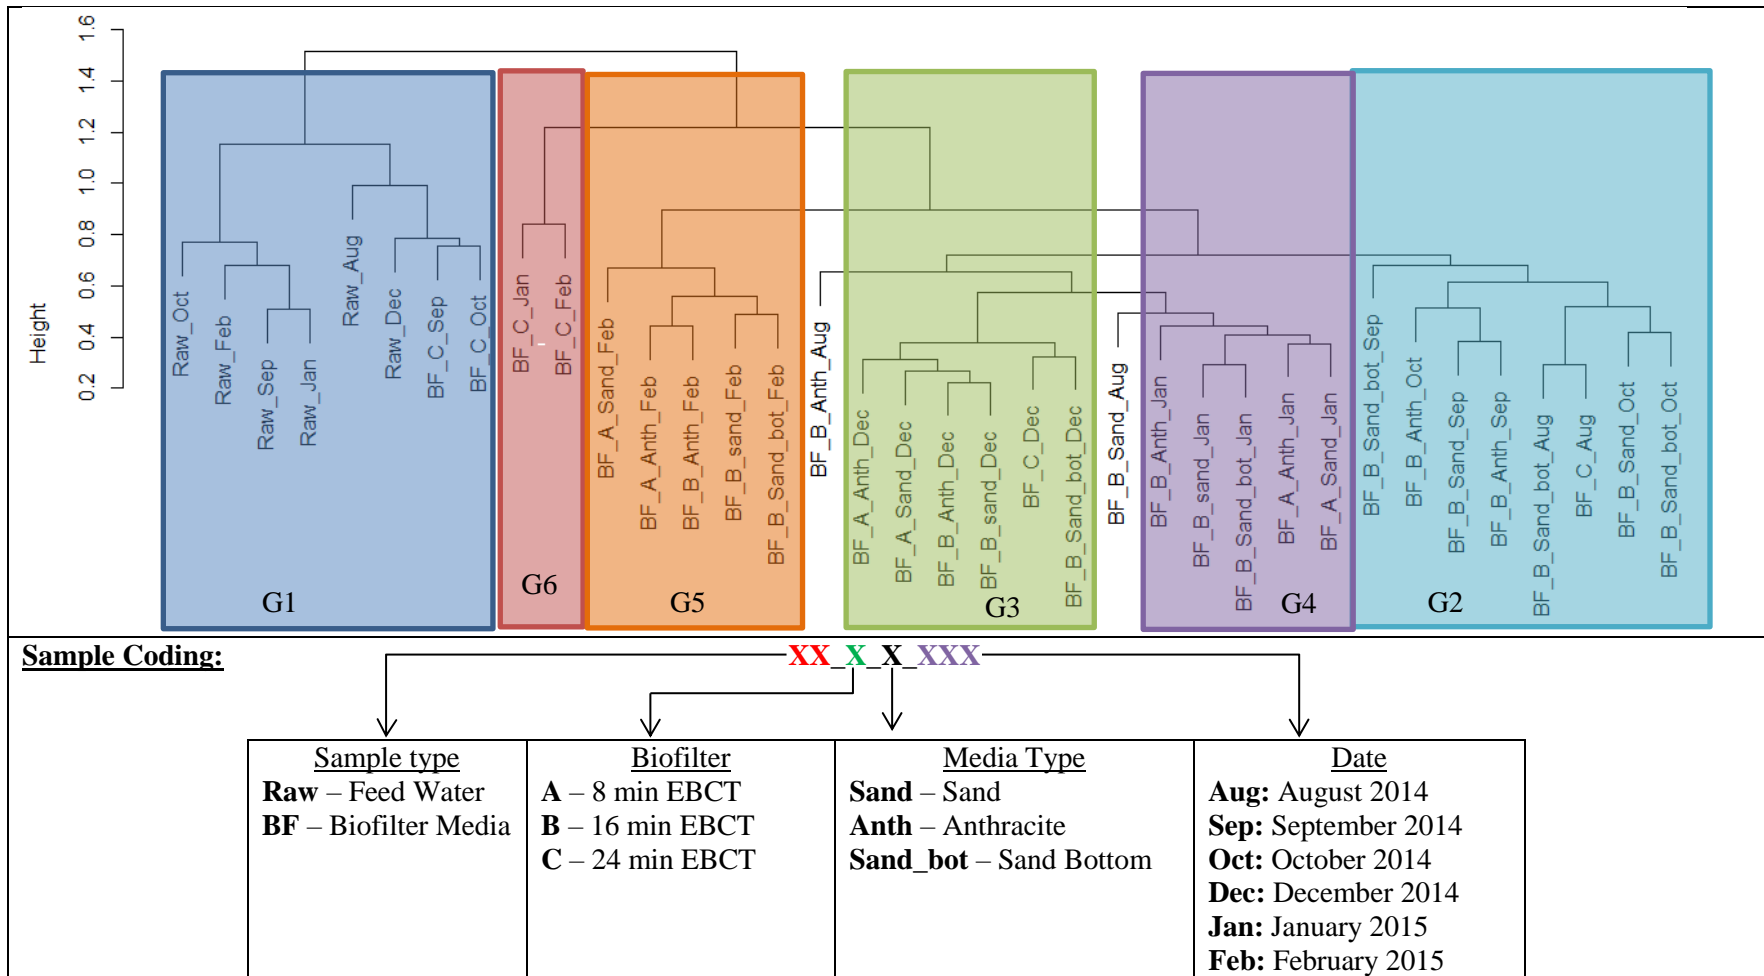 1.6
1.4
1.2
1.0
0.8
0.6
0.4
0.2
Height
Raw_Oct
Raw_Feb
Raw_Sep
Raw_Jan
Raw_Aug
Raw_Dec
BF_C_Sep
BF_C_Oct
BF_C_Jan
BF_C_Feb
BF_A_Sand_Feb
BF_A_Anth_Feb
BF_B_Anth_Feb
BF_B_sand_Feb
BF_B_Sand_bot_Feb
BF_B_Anth_Aug
BF_A_Anth_Dec
BF_A_Sand_Dec
BF_B_Anth_Dec
BF_B_sand_Dec
BF_C_Dec
BF_B_Sand_bot_Dec
BF_B_Sand_Aug
BF_B_Anth_Jan
BF_B_sand_Jan
BF_B_Sand_bot_Jan
BF_A_Anth_Jan
BF_A_Sand_Jan
BF_B_Sand_bot_Sep
BF_B_Anth_Oct
BF_B_Sand_Sep
BF_B_Anth_Sep
BF_B_Sand_bot_Aug
BF_C_Aug
BF_B_Sand_Oct
BF_B_Sand_bot_Oct
G1
G6
G5
G3
G4
G2
Sample Coding:
XX_X_X_XXX
Sample type
Raw – Feed Water
BF – Biofilter Media
Biofilter
A – 8 min EBCT
B – 16 min EBCT
C – 24 min EBCT
Media Type
Sand – Sand
Anth – Anthracite
Sand_bot – Sand Bottom
Date
Aug: August 2014
Sep: September 2014
Oct: October 2014
Dec: December 2014
Jan: January 2015
Feb: February 2015